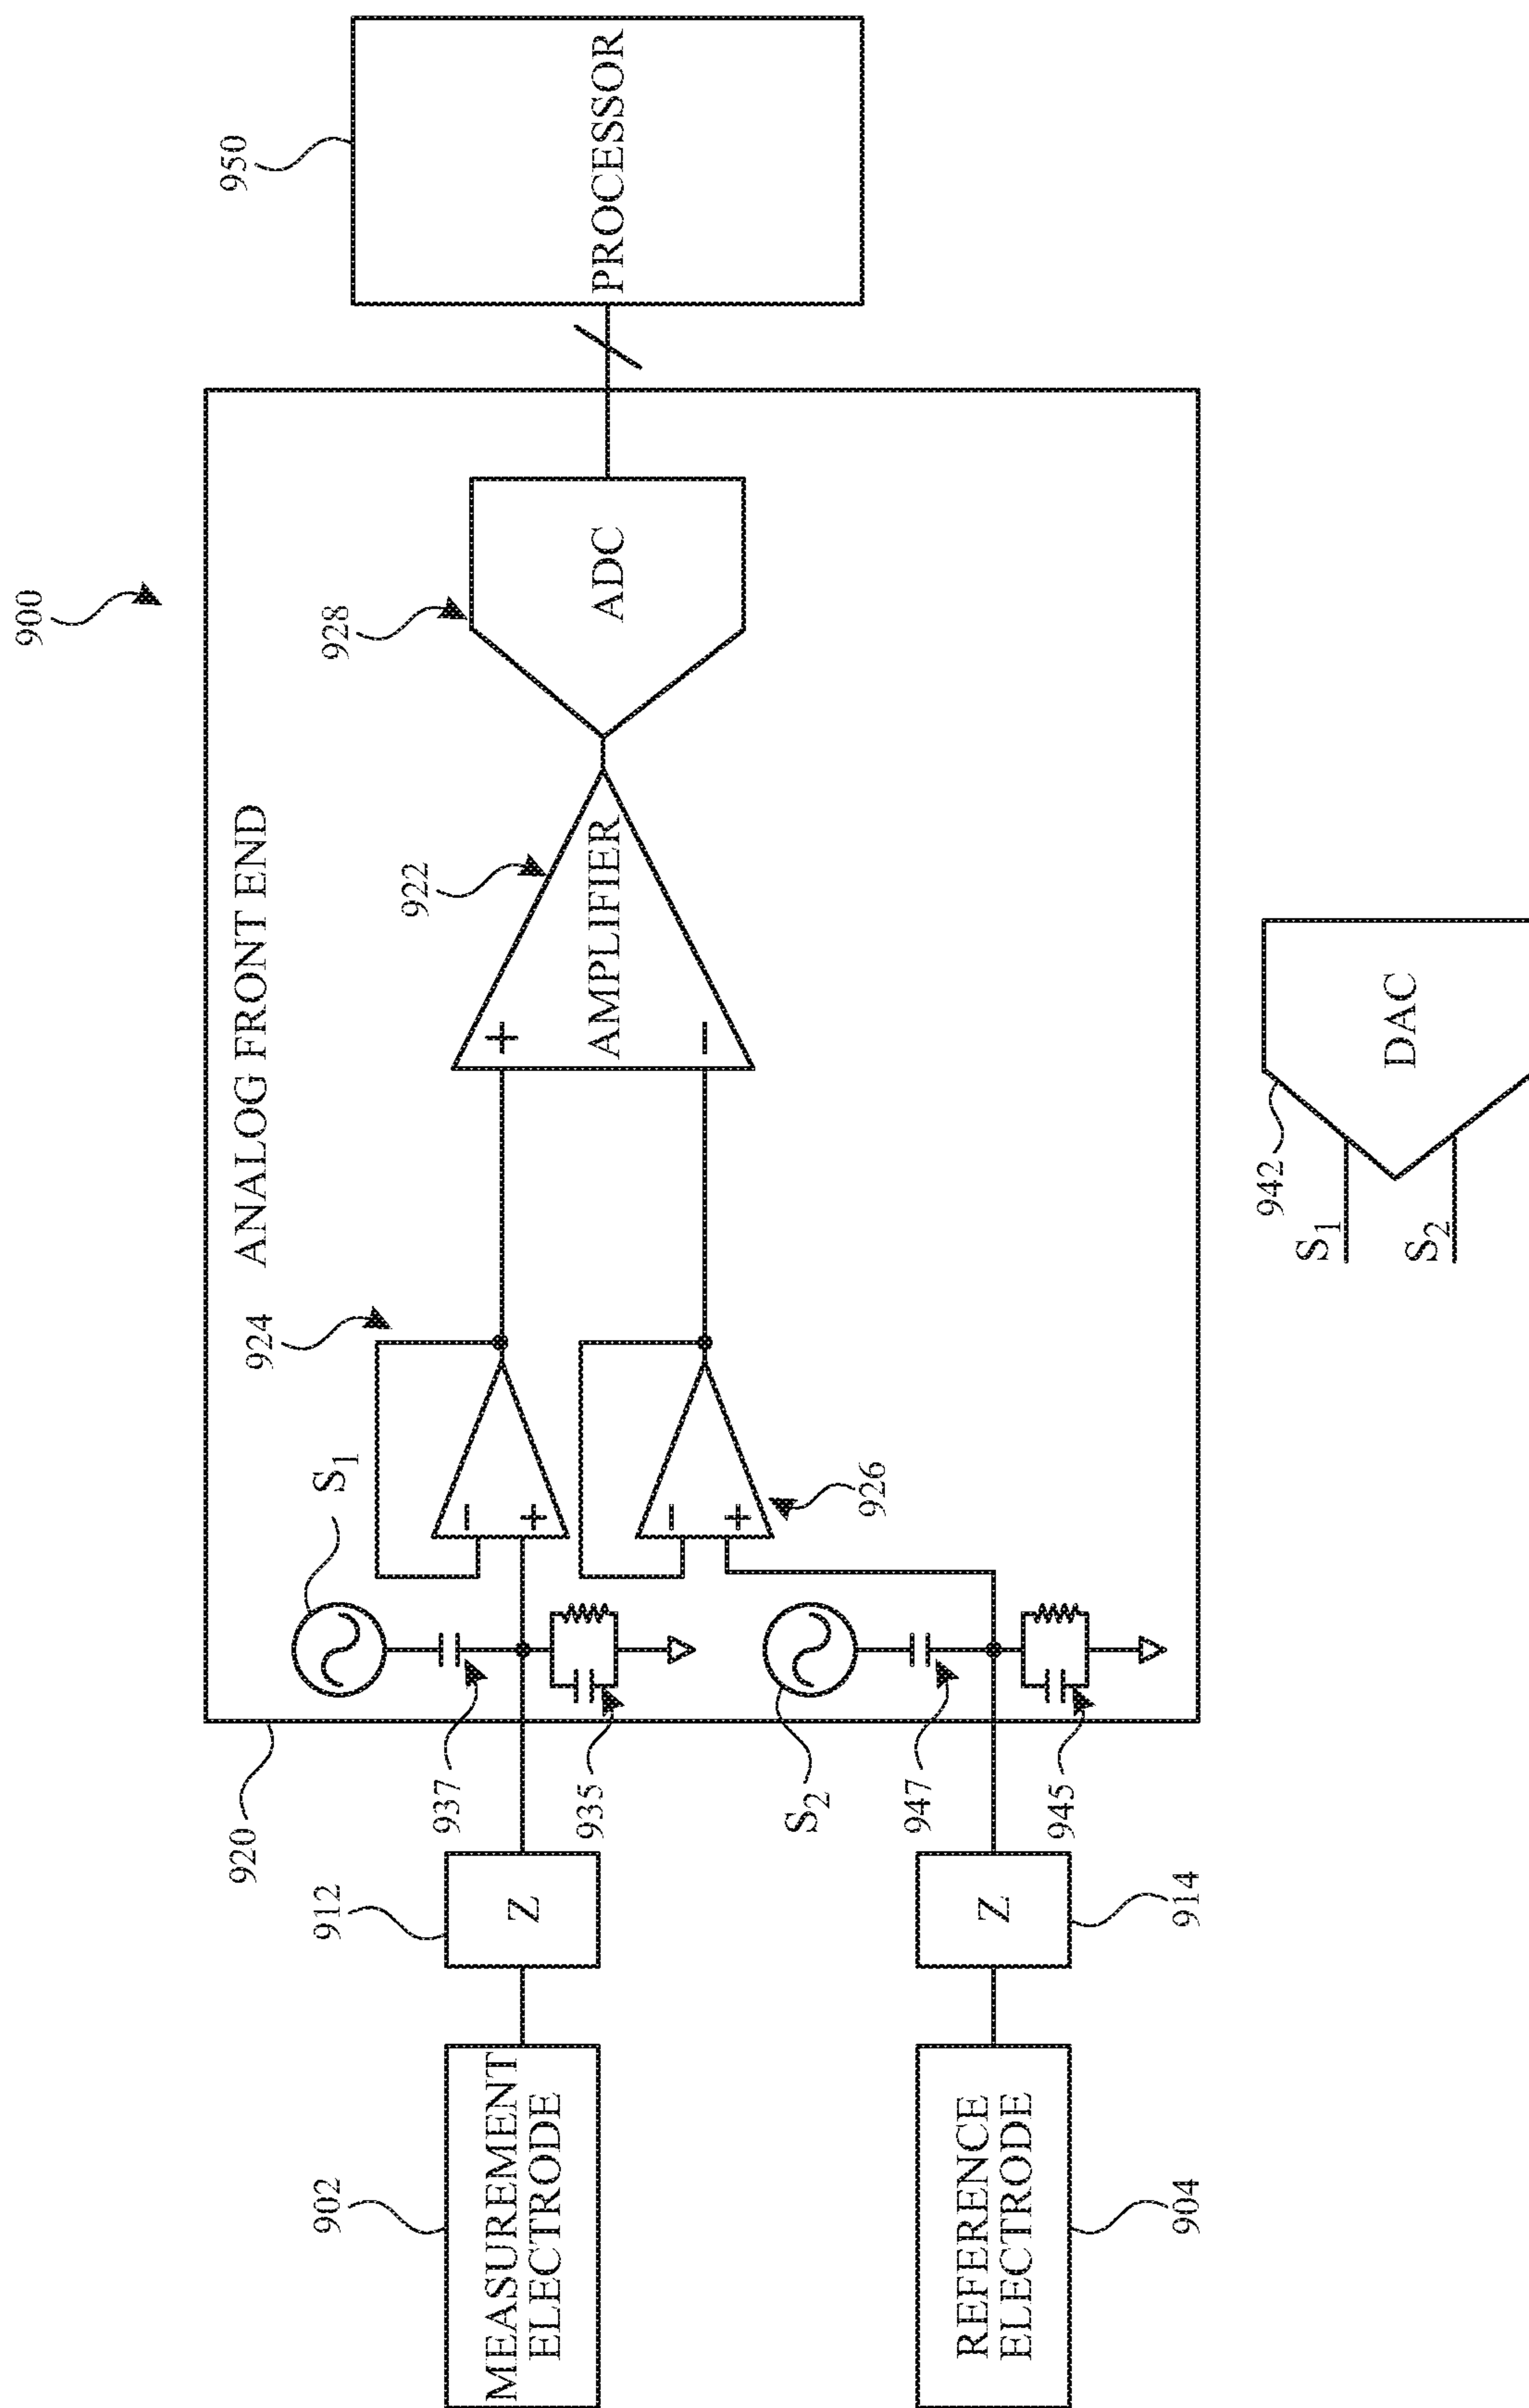 900
920
924
ANALOG FRONT END
950
S1
928
922
902
912
937
MEASUREMENT
ELECTRODE
Z
-
+
-
+
+
AMPLIFIER
-
ADC
PROCESSOR
935
926
S2
947
904
914
945
REFERENCE
ELECTRODE
Z
942
S1
S2
DAC